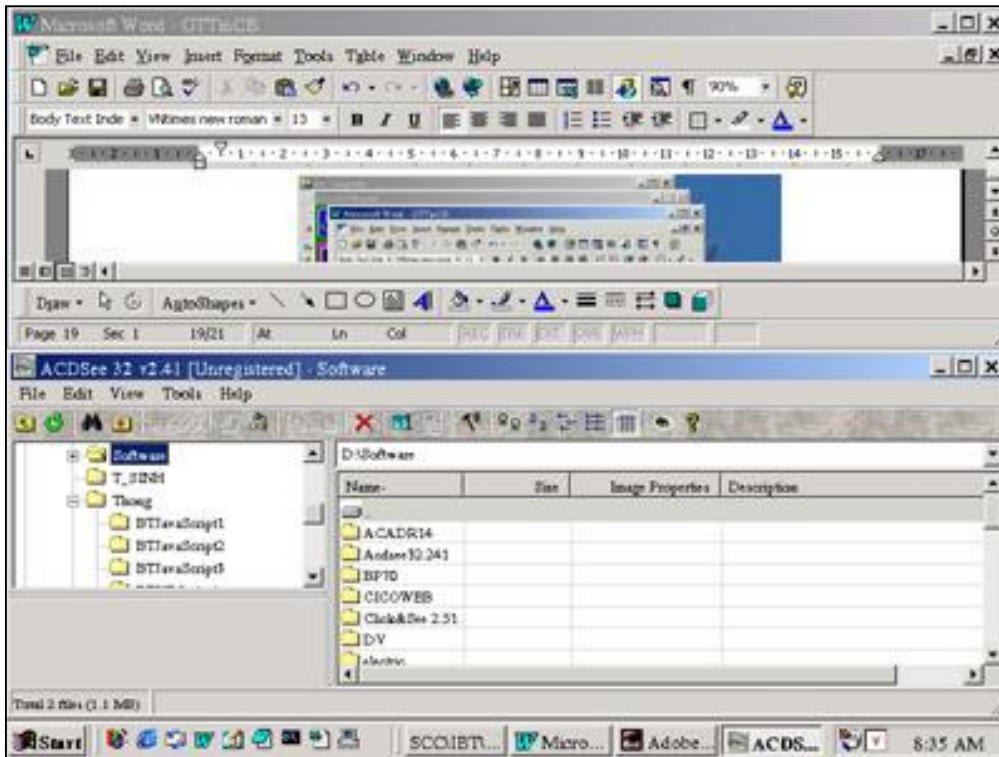 Microsoft Word - GTTinCB
File Edit View Insert Format Tools Table Window Help
90%
Body Text Inde VNtimes new roman 13 B I U
Draw AutoShapes
Page 19 Sec 1 19/21 At Ln Col REC TRK EXT OVR WPH
ACDSee 32 v2.41 [Unregistered] - Software
File Edit View Tools Help
Software
T_SINH
Thong
BTJavaScript1
BTJavaScript2
BTJavaScript3
D:\Software
Name Size Image Properties Description
ACADR14
Acdsee32.241
BP70
CICOWEB
Click&See 2.51
DV
electric
Total 2 files (1.1 MB)
Start Micro... Adobe... ACDS... V 8:35 AM